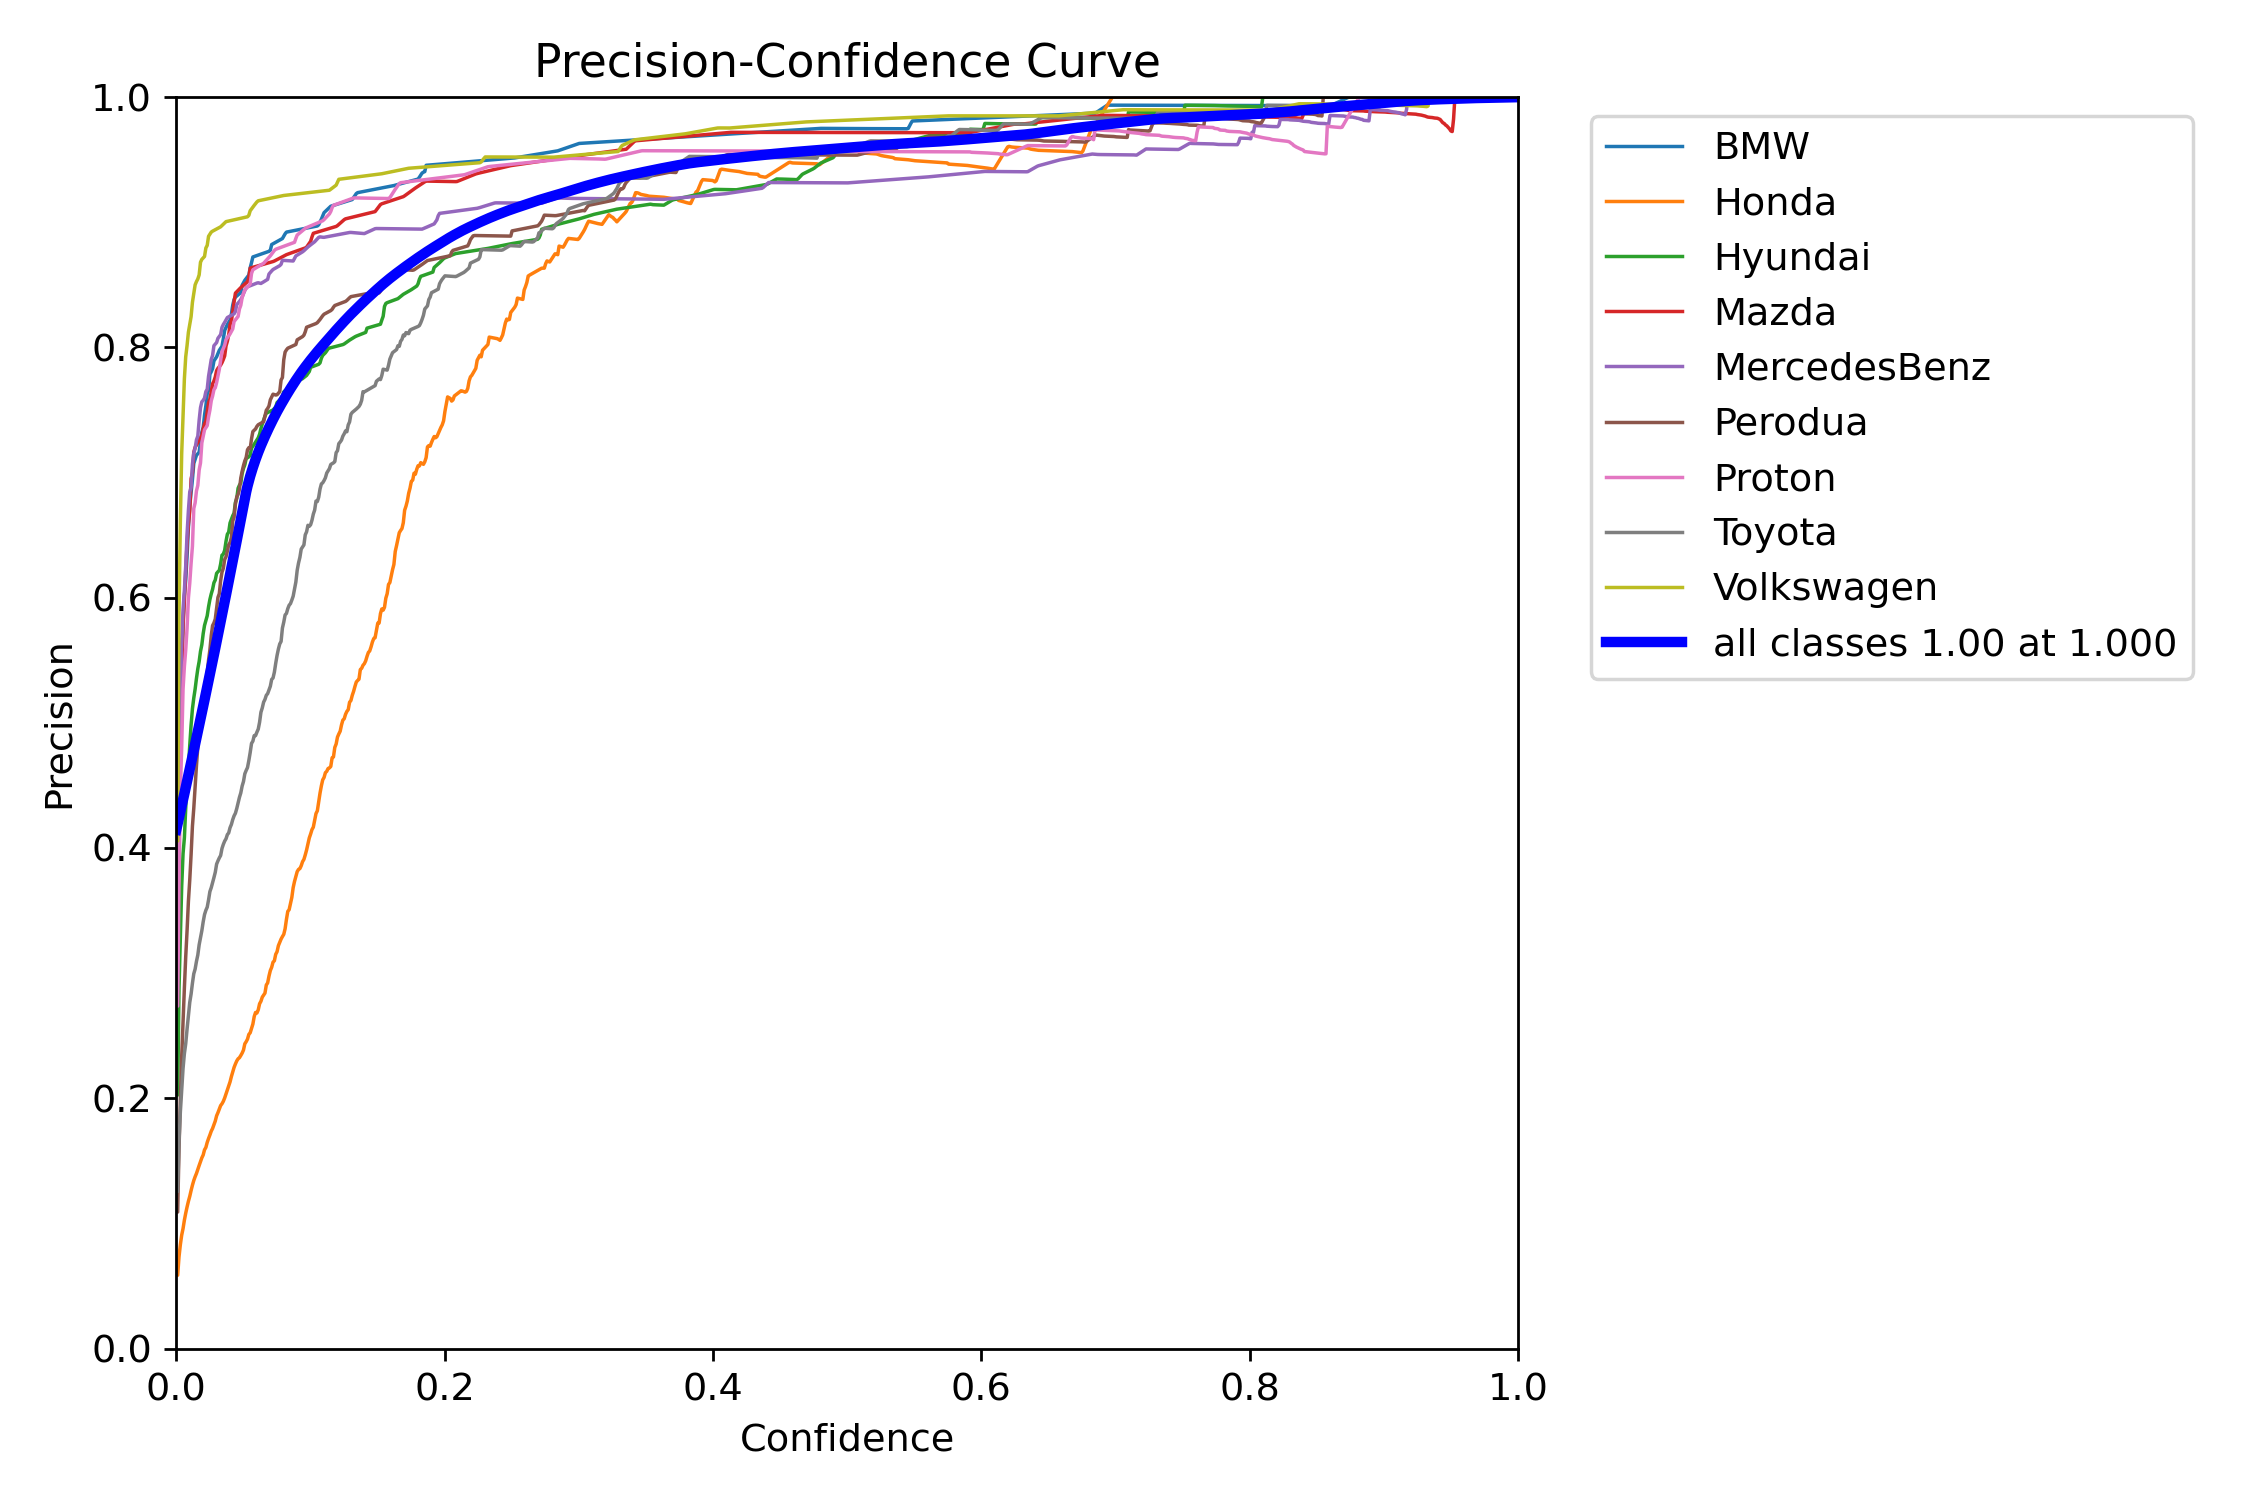 Precision-Confidence Curve
1.0
0.8
0.6
0.4
0.2
0.0
Precision
0.0 0.2 0.4 0.6 0.8 1.0
Confidence
BMW
Honda
Hyundai
Mazda
MercedesBenz
Perodua
Proton
Toyota
Volkswagen
all classes 1.00 at 1.000